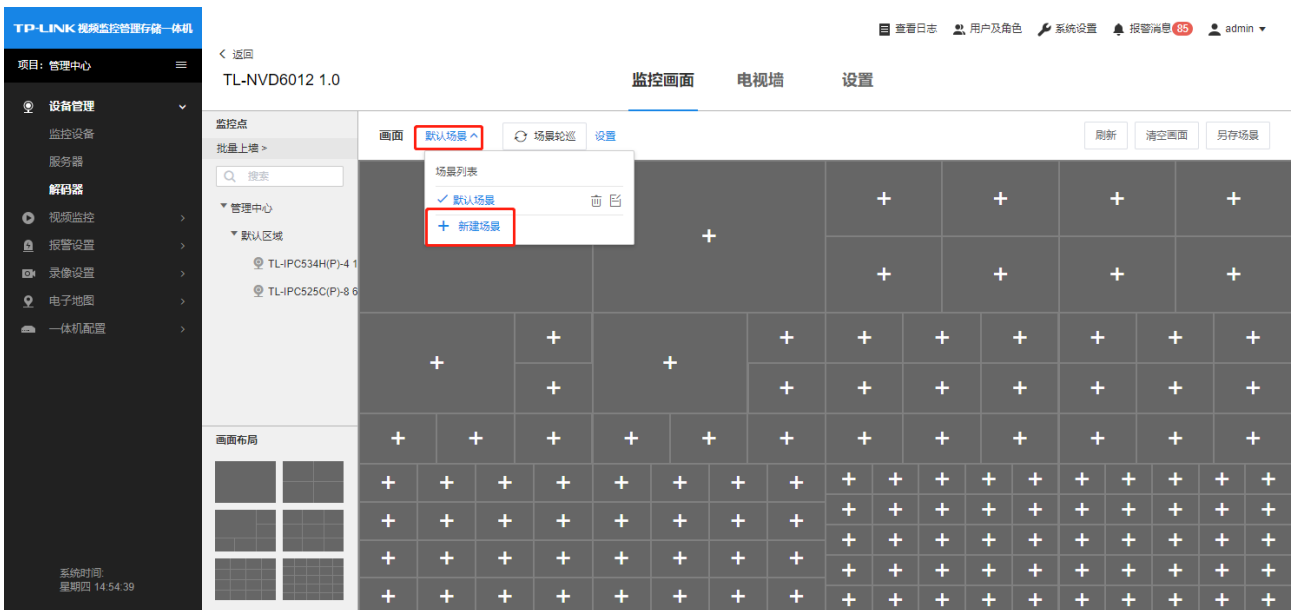 TP-LINK 视频监控管理存储一体机
查看日志 用户及角色 系统设置 报警消息 85 admin
项目: 管理中心
返回
TL-NVD6012 1.0
监控画面 电视墙 设置
设备管理
监控设备
服务器
解码器
视频监控
报警设置
录像设置
电子地图
一体机配置
系统时间:
星期四 14:54:39
监控点
批量上墙 >
搜索
管理中心
默认区域
TL-IPC534H(P)-4 1
TL-IPC525C(P)-8 6
画面布局
画面 默认场景 场景轮巡 设置 刷新 清空画面 另存场景
场景列表
默认场景
新建场景